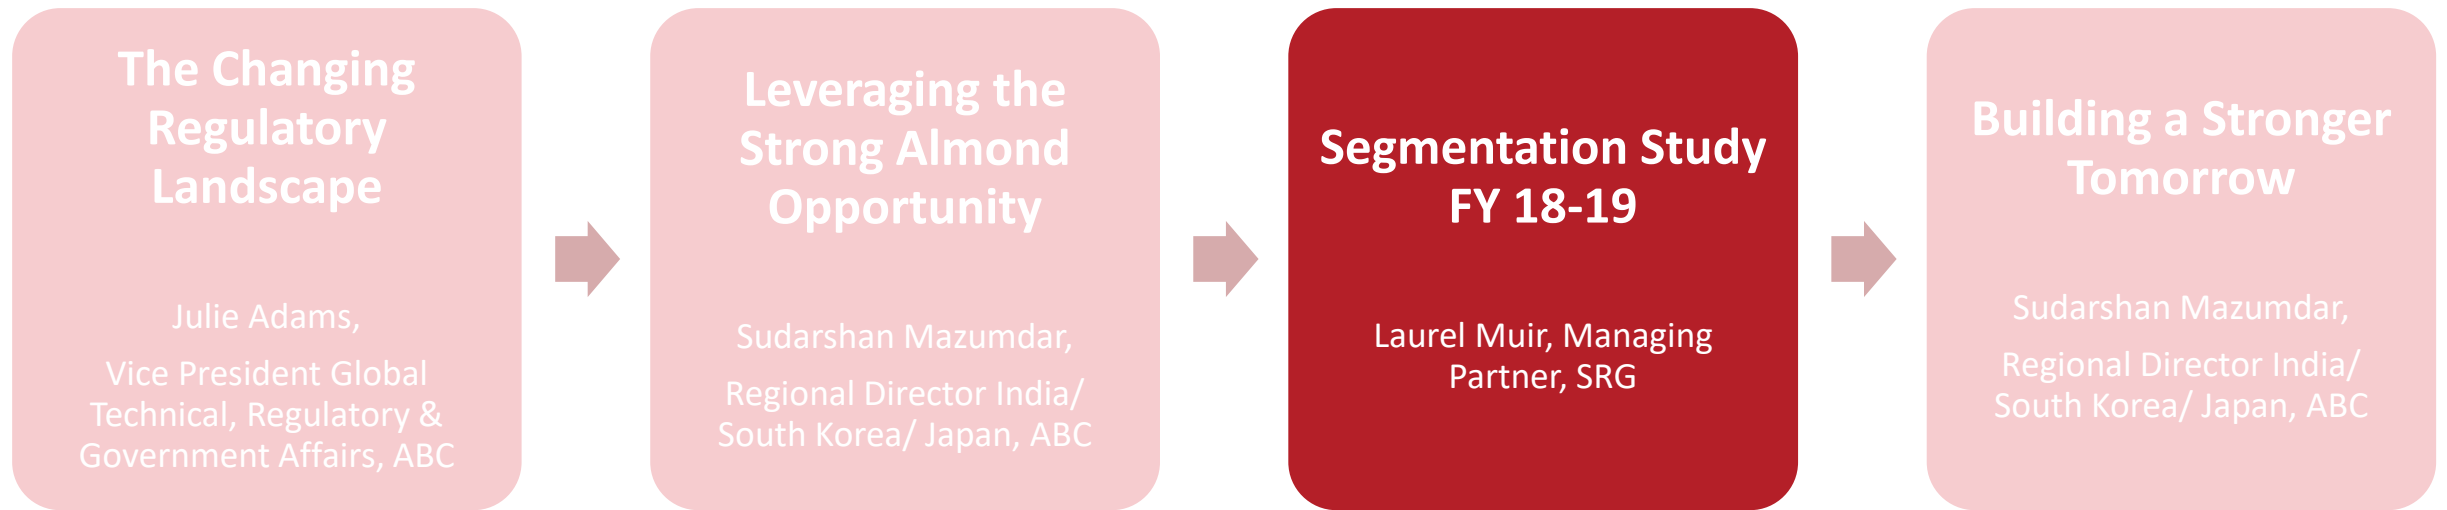 The Changing
Regulatory
Landscape
Julie Adams,
Vice President Global
Technical, Regulatory &
Government Affairs, ABC
Leveraging the
Strong Almond
Opportunity
Sudarshan Mazumdar,
Regional Director India/
South Korea/ Japan, ABC
Segmentation Study
FY 18-19
Laurel Muir, Managing
Partner, SRG
Building a Stronger
Tomorrow
Sudarshan Mazumdar,
Regional Director India/
South Korea/ Japan, ABC